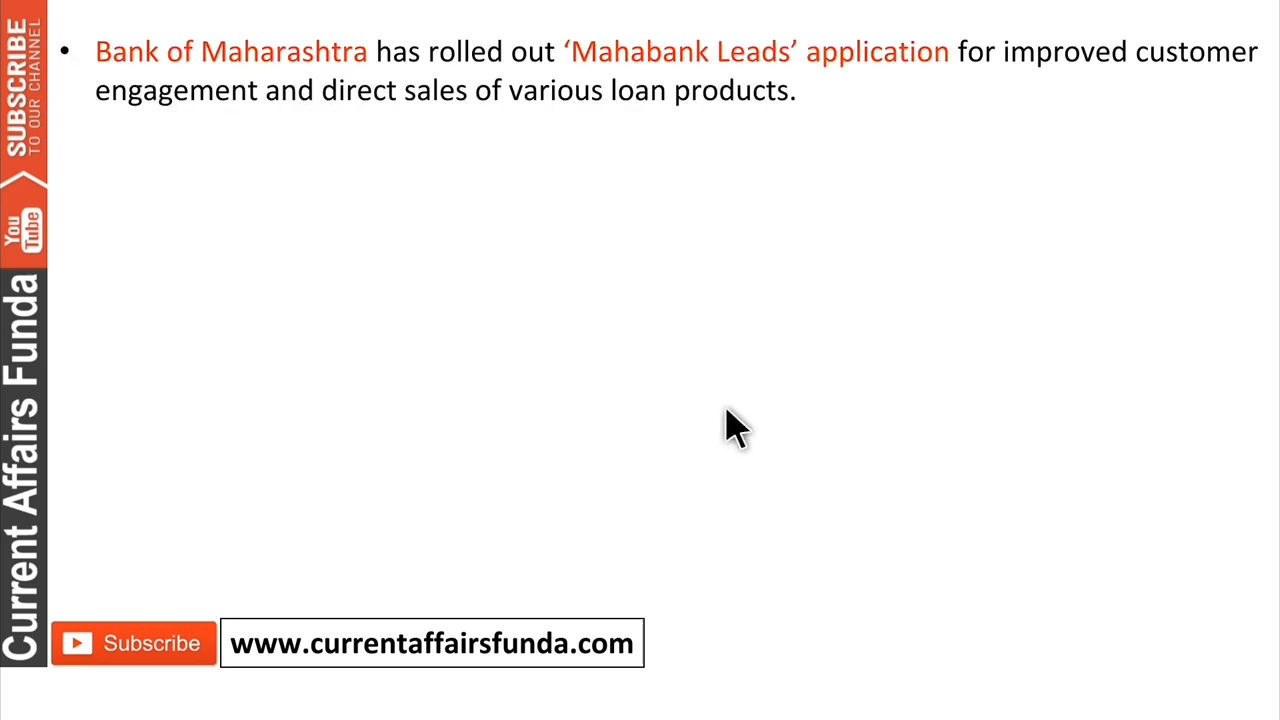 • Bank of Maharashtra has rolled out ‘Mahabank Leads’ application for improved customer
engagement and direct sales of various loan products.
SUBSCRIBE
TO OUR CHANNEL
You
Tube
Current Affairs Funda
Subscribe
www.currentaffairsfunda.com